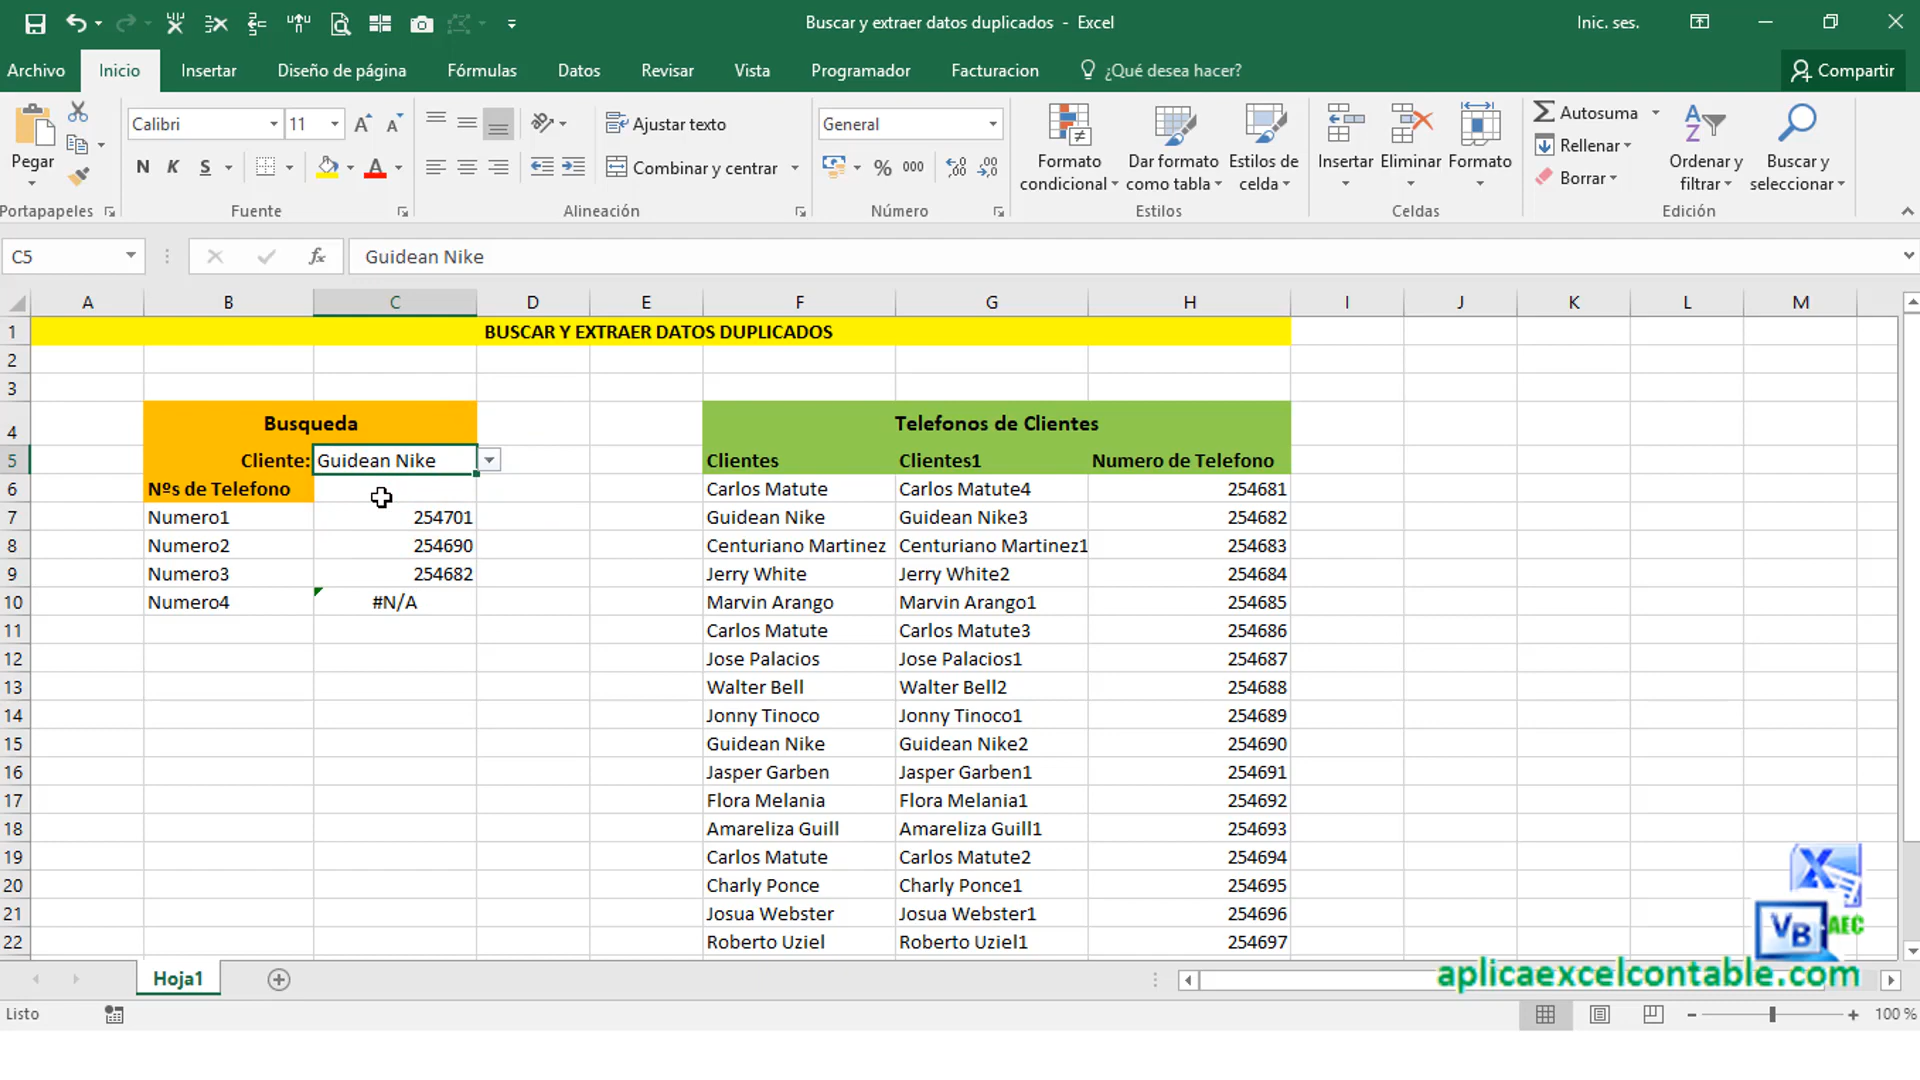 Buscar y extraer datos duplicados - Excel
Inic. ses.
Archivo Inicio Insertar Diseño de página Fórmulas Datos Revisar Vista Programador Facturacion ¿Qué desea hacer? Compartir
Pegar
Portapapeles
Calibri 11
N K S
Fuente
Ajustar texto
Combinar y centrar
Alineación
General
% 000
Número
Formato condicional
Dar formato como tabla
Estilos de celda
Estilos
Insertar Eliminar Formato
Celdas
Autosuma
Rellenar
Borrar
Ordenar y filtrar
Buscar y seleccionar
Edición
C5 fx Guidean Nike
A B C D E F G H I J K L M
1 BUSCAR Y EXTRAER DATOS DUPLICADOS
2
3
4 Busqueda Telefonos de Clientes
5 Cliente: Guidean Nike Clientes Clientes1 Numero de Telefono
6 Nºs de Telefono Carlos Matute Carlos Matute4 254681
7 Numero1 254701 Guidean Nike Guidean Nike3 254682
8 Numero2 254690 Centuriano Martinez Centuriano Martinez1 254683
9 Numero3 254682 Jerry White Jerry White2 254684
10 Numero4 #N/A Marvin Arango Marvin Arango1 254685
11 Carlos Matute Carlos Matute3 254686
12 Jose Palacios Jose Palacios1 254687
13 Walter Bell Walter Bell2 254688
14 Jonny Tinoco Jonny Tinoco1 254689
15 Guidean Nike Guidean Nike2 254690
16 Jasper Garben Jasper Garben1 254691
17 Flora Melania Flora Melania1 254692
18 Amareliza Guill Amareliza Guill1 254693
19 Carlos Matute Carlos Matute2 254694
20 Charly Ponce Charly Ponce1 254695
21 Josua Webster Josua Webster1 254696
22 Roberto Uziel Roberto Uziel1 254697
VB AEC
aplicaexcelcontable.com
Hoja1
Listo
100 %